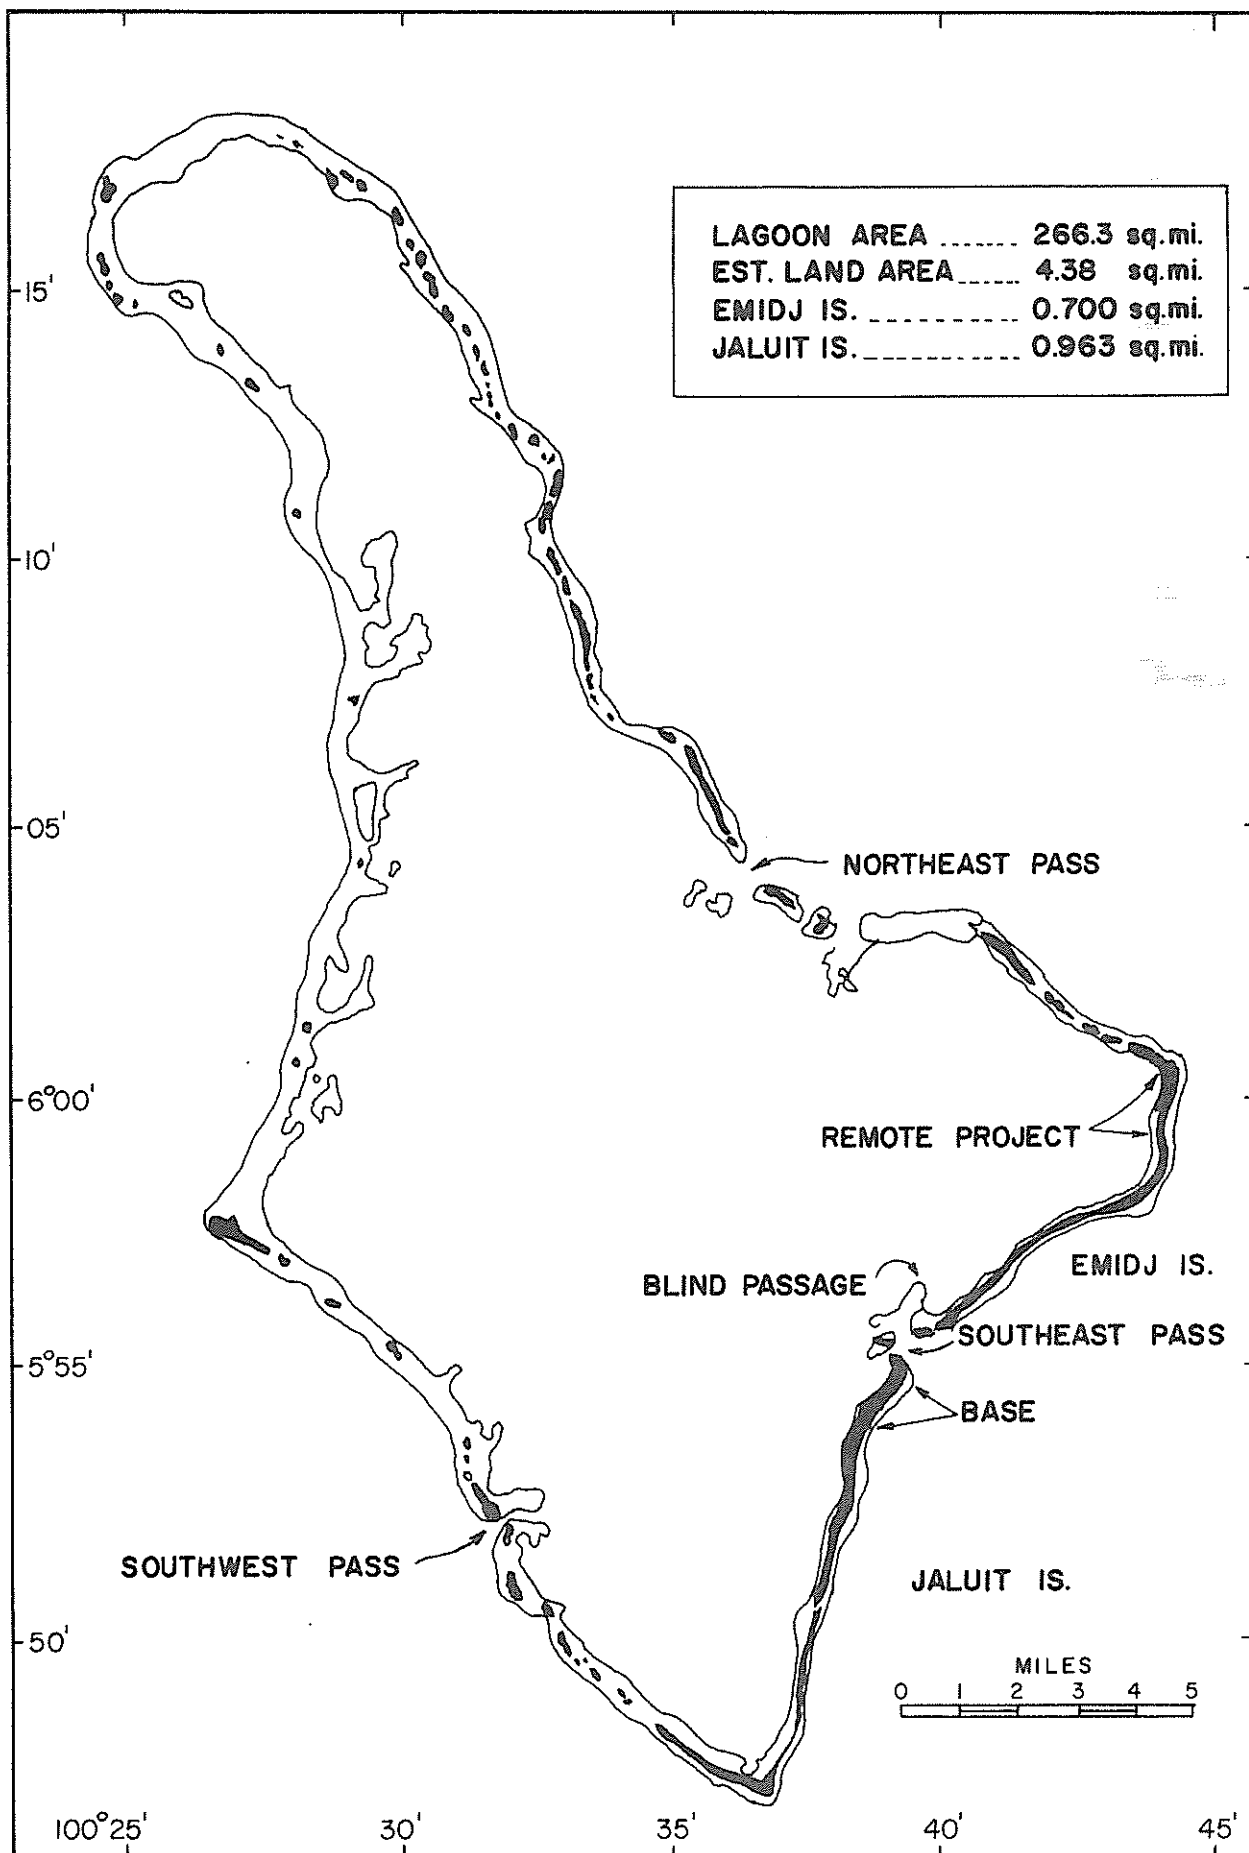 LAGOON AREA ....... 266.3 sq.mi.
EST. LAND AREA ..... 4.38 sq.mi.
EMIDJ IS. ............ 0.700 sq.mi.
JALUIT IS. ............ 0.963 sq.mi.
15'
10'
05'
NORTHEAST PASS
6°00'
REMOTE PROJECT
EMIDJ IS.
BLIND PASSAGE
SOUTHEAST PASS
5°55'
BASE
SOUTHWEST PASS
JALUIT IS.
50'
MILES
0 1 2 3 4 5
100°25' 30' 35' 40' 45'